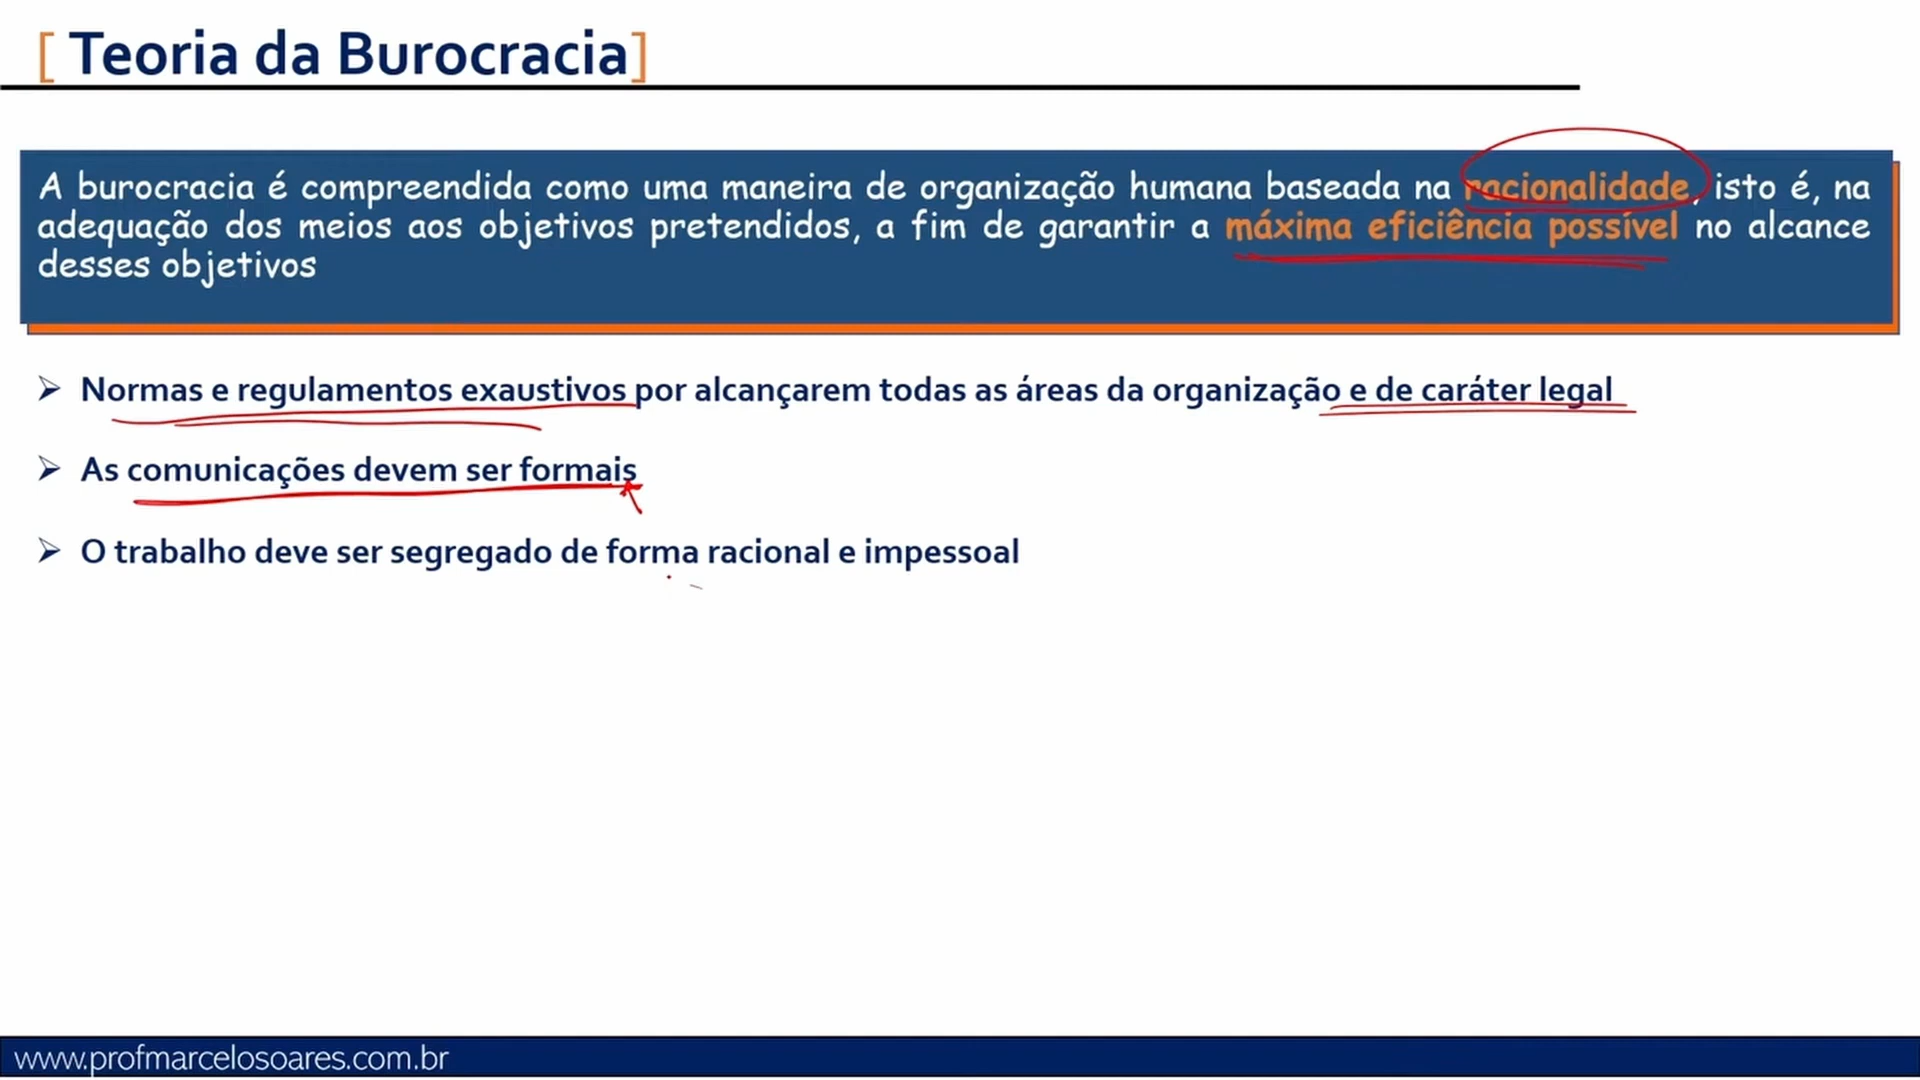 [ Teoria da Burocracia]
A burocracia é compreendida como uma maneira de organização humana baseada na racionalidade, isto é, na
adequação dos meios aos objetivos pretendidos, a fim de garantir a máxima eficiência possível no alcance
desses objetivos
➢ Normas e regulamentos exaustivos por alcançarem todas as áreas da organização e de caráter legal
➢ As comunicações devem ser formais
➢ O trabalho deve ser segregado de forma racional e impessoal
www.profmarcelosoares.com.br